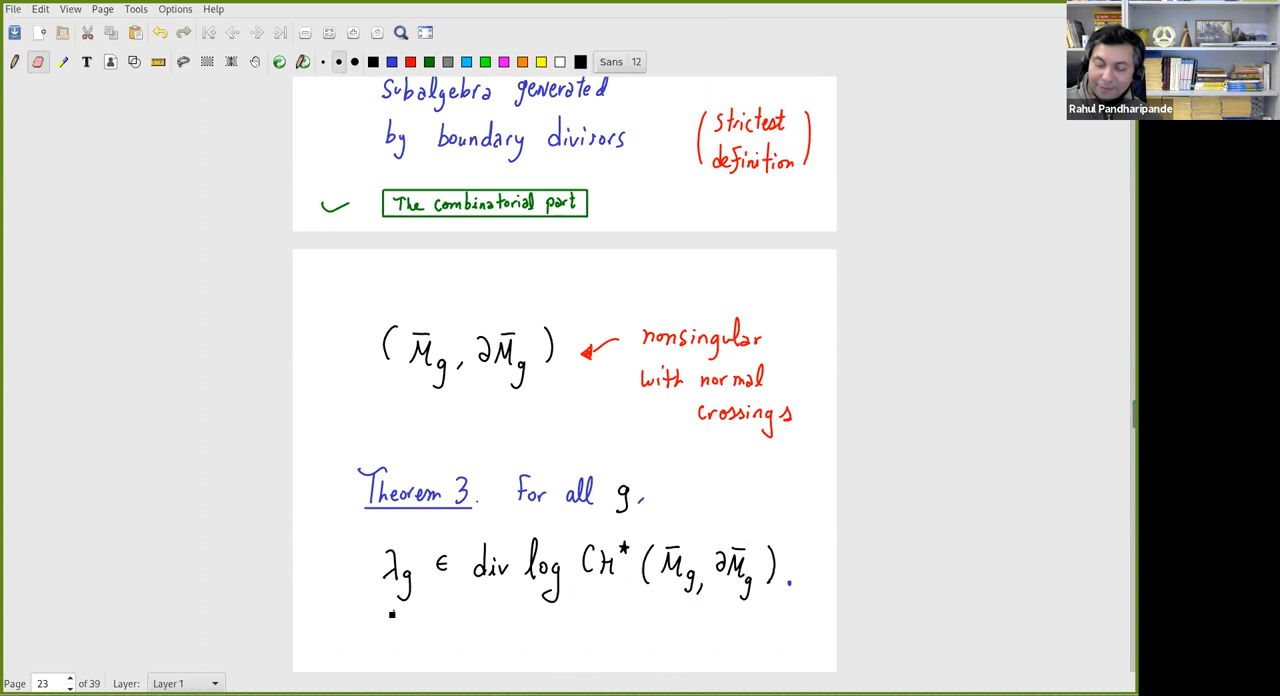 File Edit View Page Tools Options Help
Sans 12
Rahul Pandharipande
Subalgebra generated
by boundary divisors
( strictest
definition )
The combinatorial part
( M̄g, ∂M̄g )
nonsingular
with normal
crossings
Theorem 3. For all g,
λg ∈ div log CH* ( M̄g, ∂M̄g ).
Page 23 of 39 Layer: Layer 1